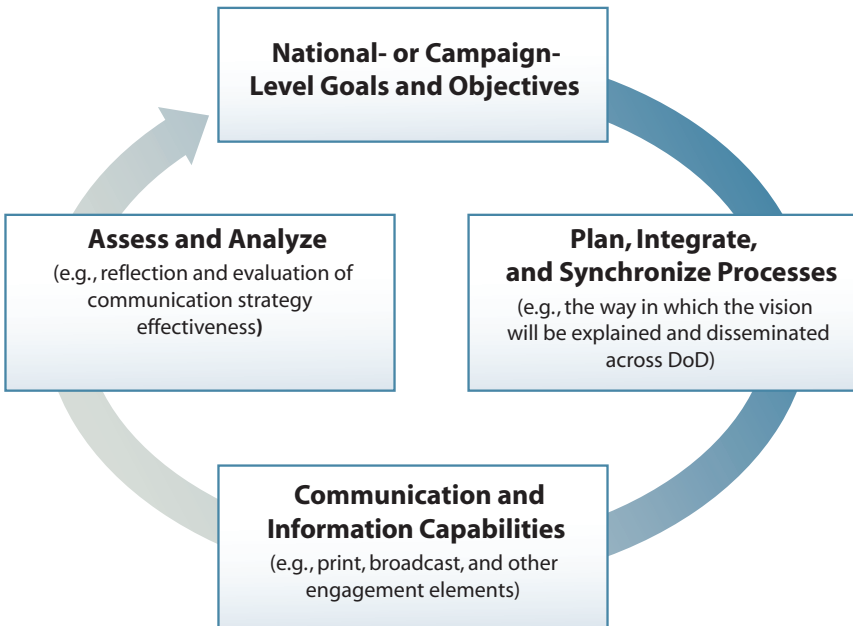 National- or Campaign-
Level Goals and Objectives
Assess and Analyze
(e.g., reflection and evaluation of
communication strategy
effectiveness)
Plan, Integrate,
and Synchronize Processes
(e.g., the way in which the vision
will be explained and disseminated
across DoD)
Communication and
Information Capabilities
(e.g., print, broadcast, and other
engagement elements)